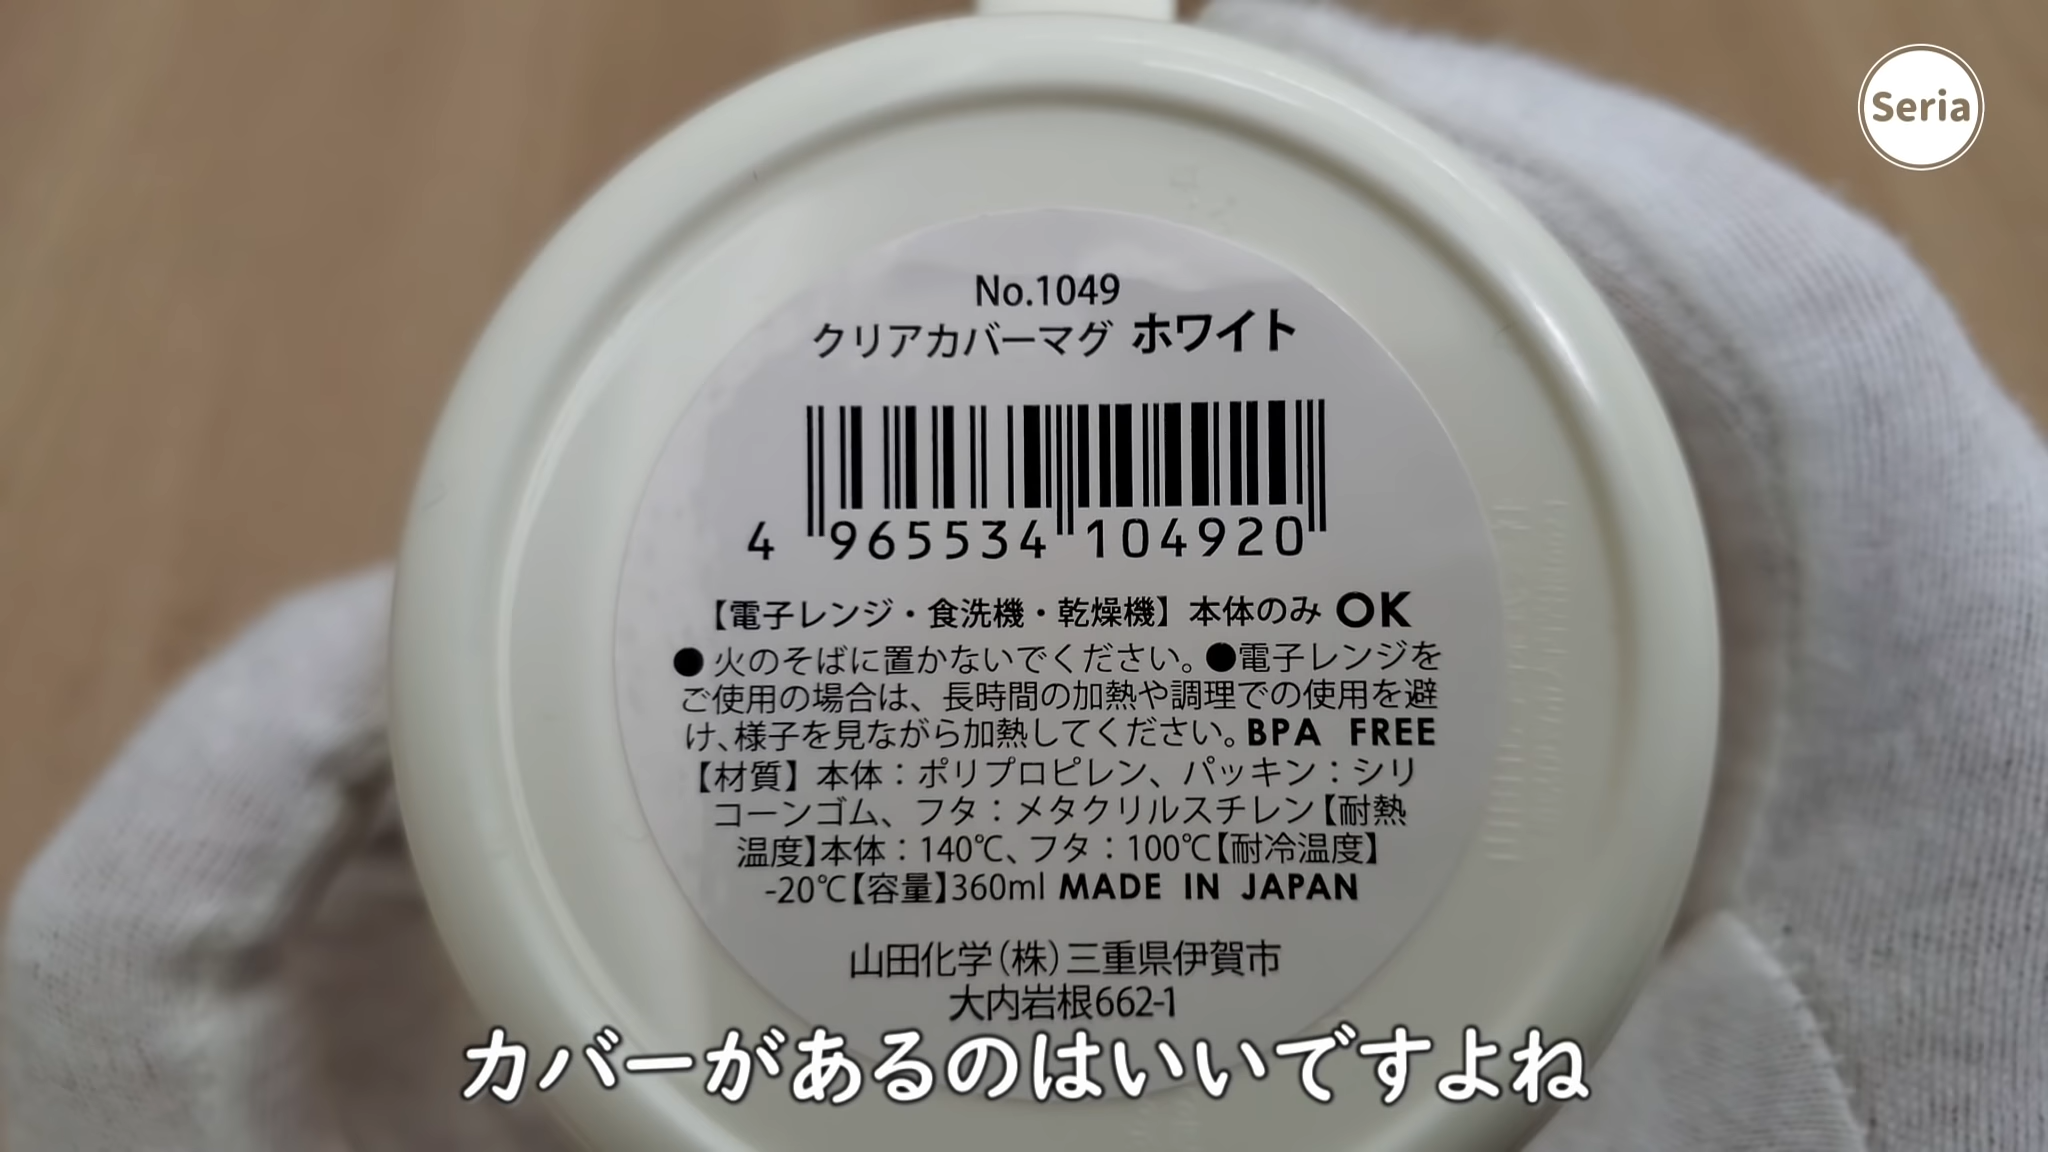 Seria
No.1049
クリアカバーマグ ホワイト
4 965534 104920
【電子レンジ・食洗機・乾燥機】本体のみ OK
●火のそばに置かないでください。●電子レンジを
ご使用の場合は、長時間の加熱や調理での使用を避
け、様子を見ながら加熱してください。BPA FREE
【材質】本体：ポリプロピレン、パッキン：シリ
コーンゴム、フタ：メタクリルスチレン【耐熱
温度】本体：140℃、フタ：100℃【耐冷温度】
-20℃【容量】360ml MADE IN JAPAN
山田化学（株）三重県伊賀市
大内岩根662-1
カバーがあるのはいいですよね